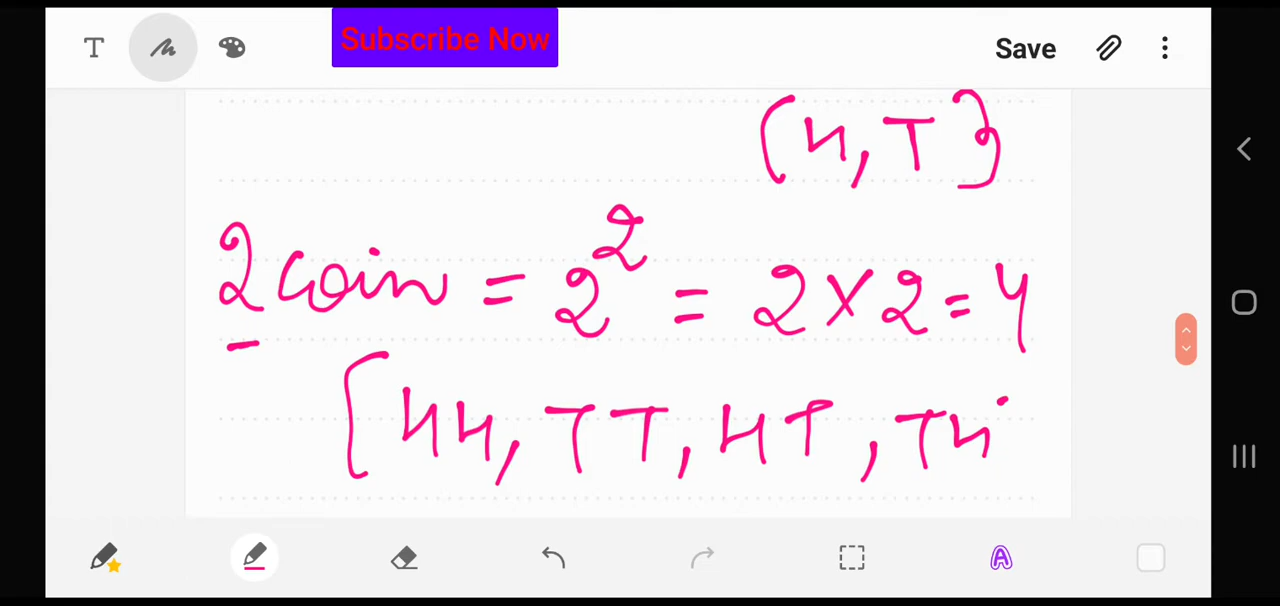 T Subscribe Now Save
{H, T}
2 coin = 2² = 2 × 2 = 4
[HH, TT, HT, TH
A